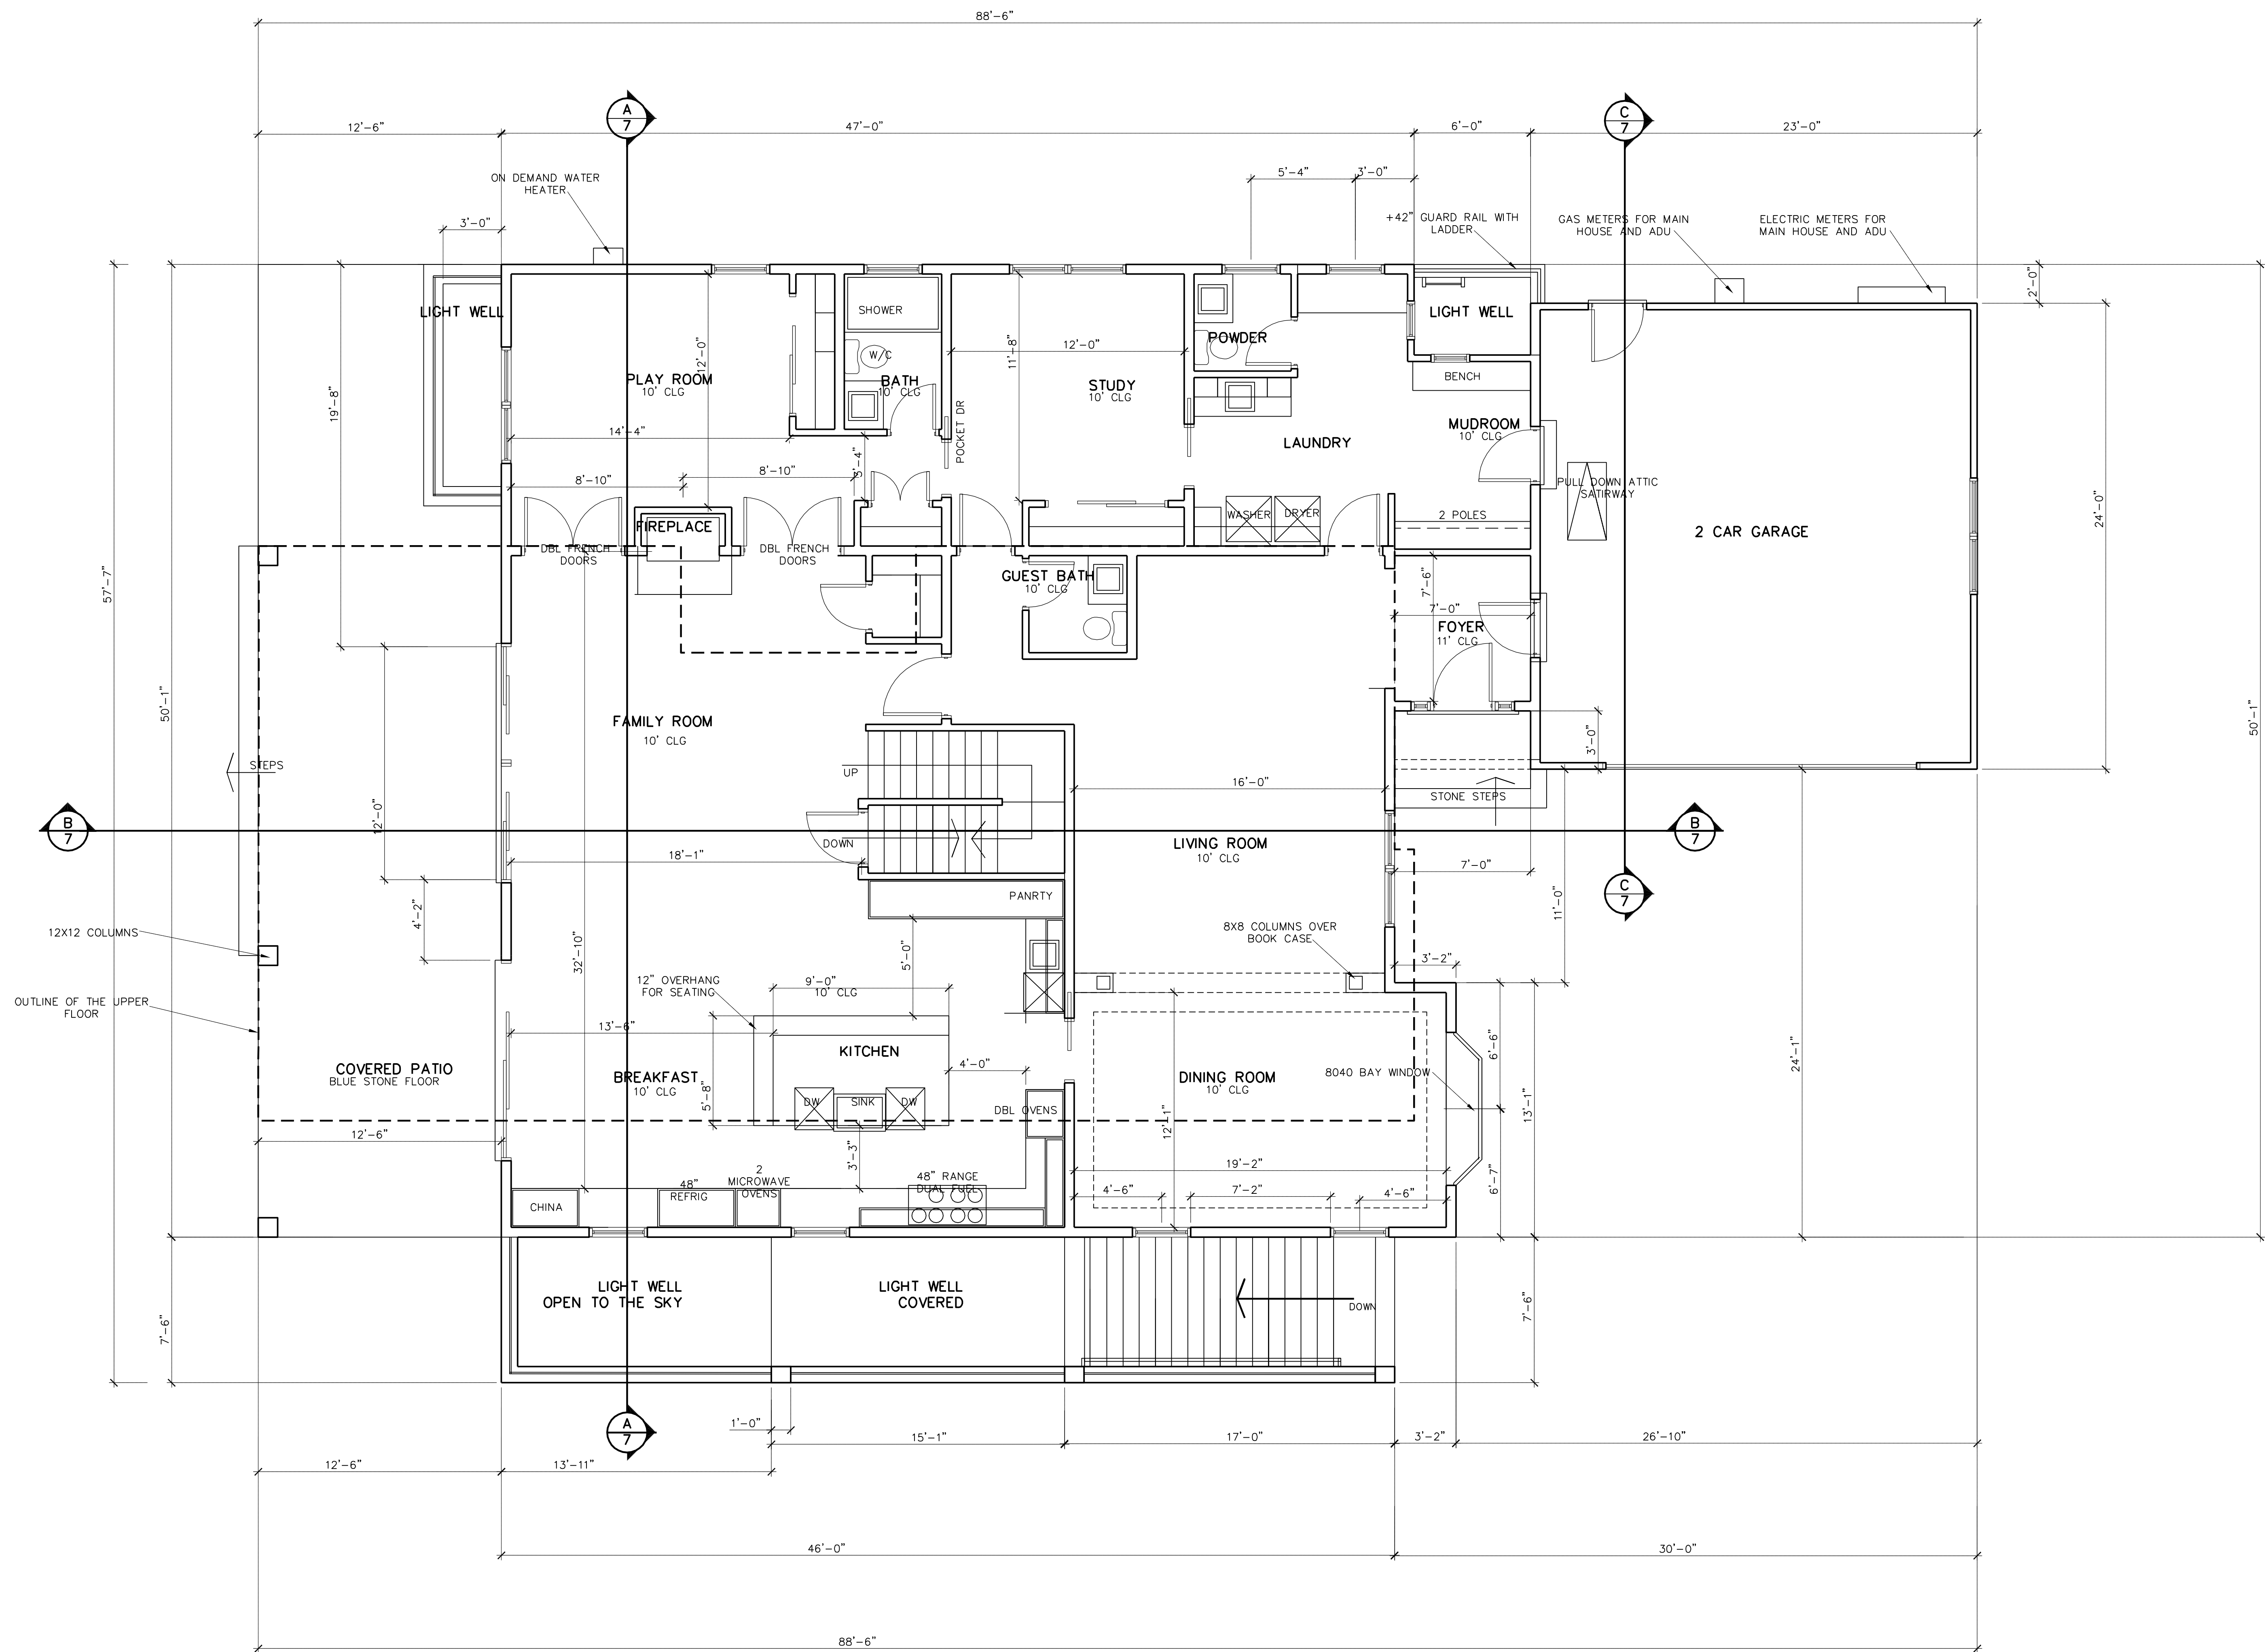 88'-6"
12'-6"
A
7
47'-0"
6'-0"
C
7
23'-0"
ON DEMAND WATER
HEATER
5'-4"
3'-0"
3'-0"
+42" GUARD RAIL WITH
LADDER
GAS METERS FOR MAIN
HOUSE AND ADU
ELECTRIC METERS FOR
MAIN HOUSE AND ADU
2'-0"
LIGHT WELL
SHOWER
LIGHT WELL
POWDER
12'-0"
12'-0"
11'-8"
W/C
PLAY ROOM
10' CLG
BATH
10' CLG
STUDY
10' CLG
BENCH
19'-8"
14'-4"
POCKET DR
LAUNDRY
MUDROOM
10' CLG
8'-10"
8'-10"
5'-4"
PULL DOWN ATTIC
SATIRWAY
FIREPLACE
WASHER
DRYER
2 POLES
2 CAR GARAGE
24'-0"
DBL FRENCH
DOORS
DBL FRENCH
DOORS
57'-7"
GUEST BATH
10' CLG
7'-6"
7'-0"
FOYER
11' CLG
50'-1"
50'-1"
FAMILY ROOM
10' CLG
3'-0"
STEPS
UP
16'-0"
STONE STEPS
12'-0"
B
7
B
7
DOWN
18'-1"
LIVING ROOM
10' CLG
7'-0"
C
7
PANRTY
4'-2"
11'-0"
12X12 COLUMNS
8X8 COLUMNS OVER
BOOK CASE
32'-10"
5'-0"
3'-2"
12" OVERHANG
FOR SEATING
9'-0"
10' CLG
OUTLINE OF THE UPPER
FLOOR
13'-6"
KITCHEN
6'-6"
COVERED PATIO
BLUE STONE FLOOR
BREAKFAST
10' CLG
5'-8"
4'-0"
DINING ROOM
10' CLG
8040 BAY WINDOW
24'-1"
DW
SINK
DW
DBL OVENS
13'-1"
12'-1"
12'-6"
3'-3"
19'-2"
6'-7"
2
MICROWAVE
OVENS
48"
REFRIG
48" RANGE
DUAL FUEL
4'-6"
7'-2"
4'-6"
CHINA
LIGHT WELL
OPEN TO THE SKY
LIGHT WELL
COVERED
DOWN
7'-6"
7'-6"
1'-0"
A
7
15'-1"
17'-0"
3'-2"
26'-10"
12'-6"
13'-11"
46'-0"
30'-0"
88'-6"